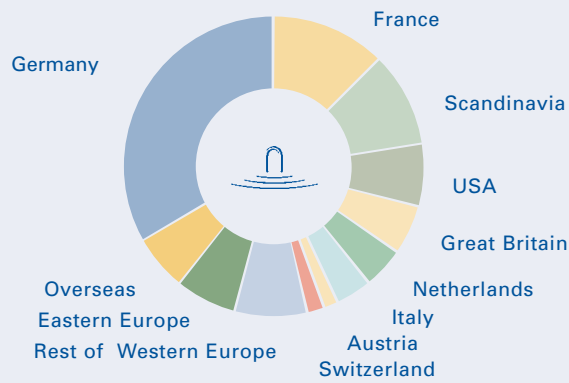 France
Germany
Scandinavia
USA
Great Britain
Netherlands
Overseas
Italy
Eastern Europe
Austria
Rest of Western Europe
Switzerland